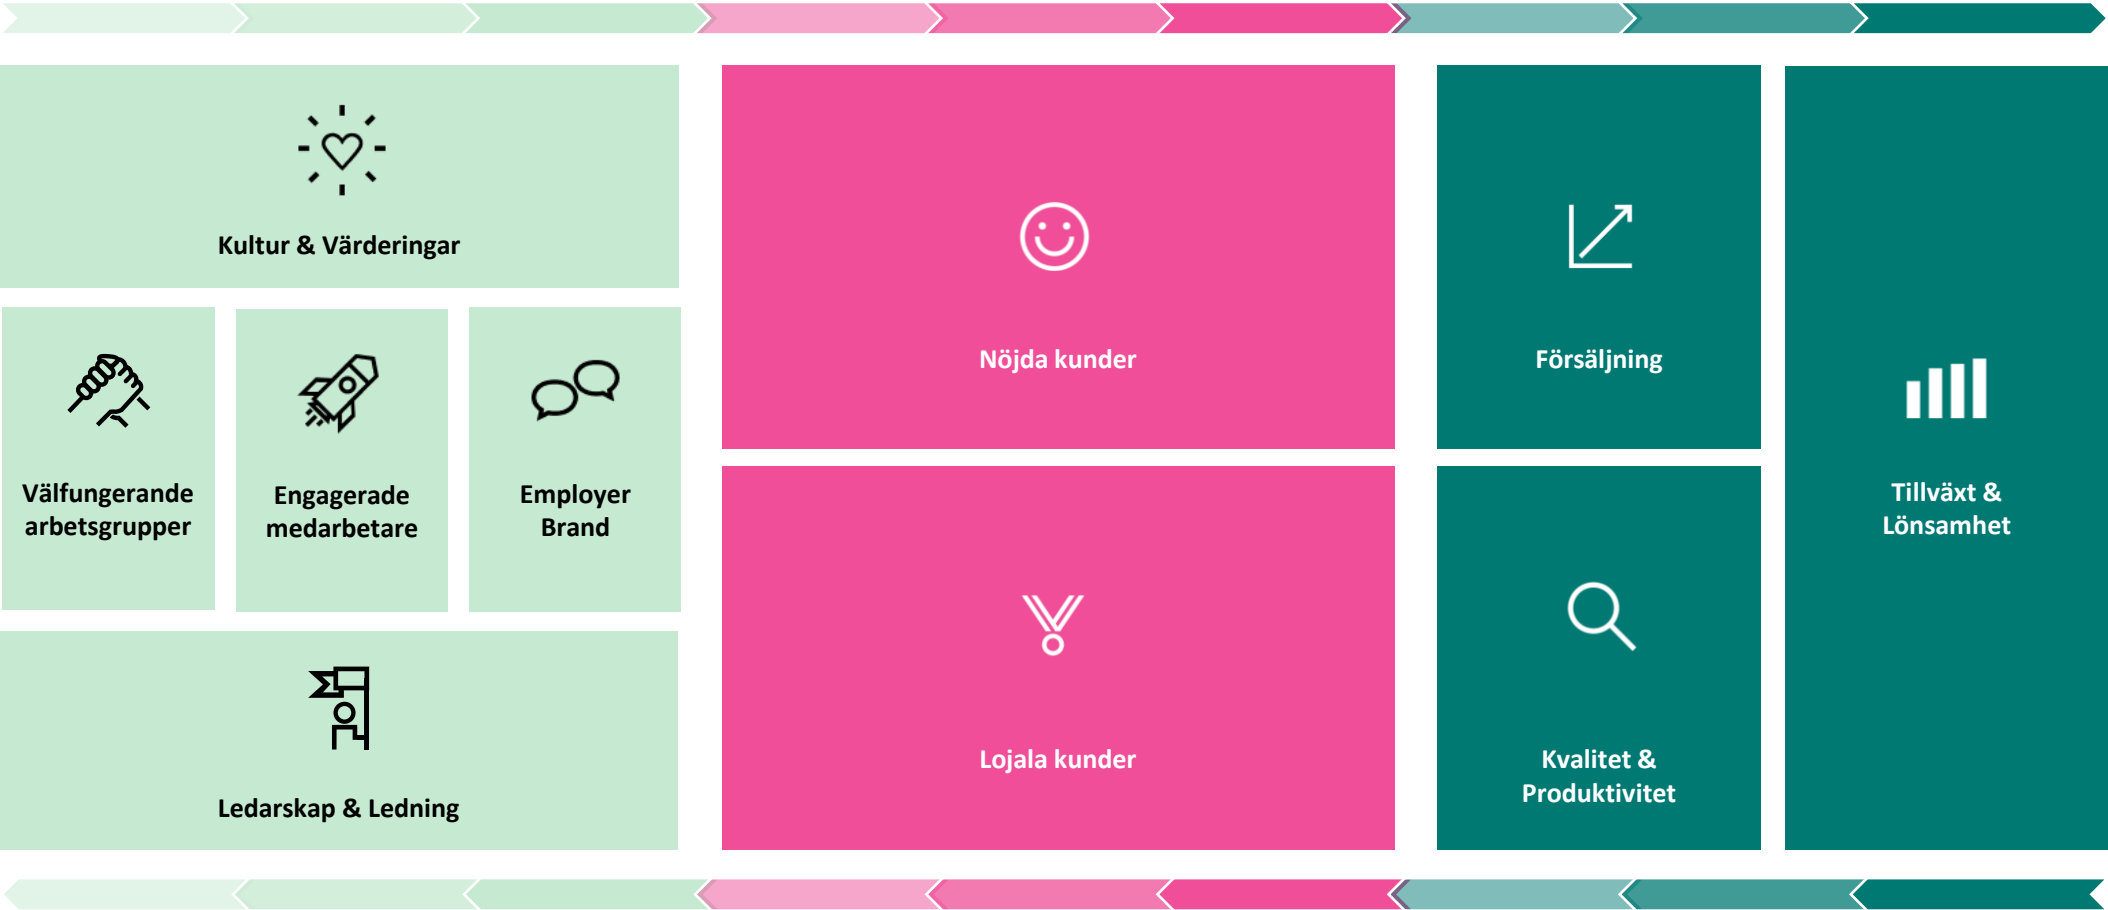 Kultur & Värderingar
Välfungerande
arbetsgrupper
Engagerade
medarbetare
Employer
Brand
Ledarskap & Ledning
Nöjda kunder
Lojala kunder
Försäljning
Kvalitet &
Produktivitet
Tillväxt &
Lönsamhet